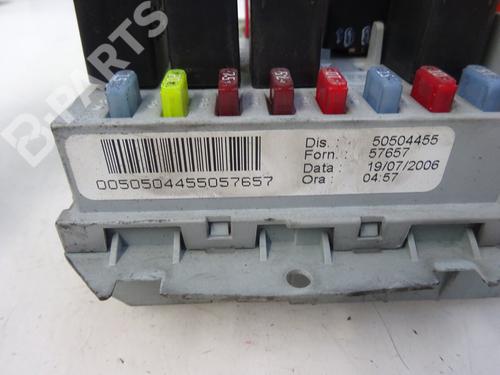 B-PARTS
Dis. : 50504455
Forn. : 57657
Data : 19/07/2006
Ora : 04:57
0050504455057657